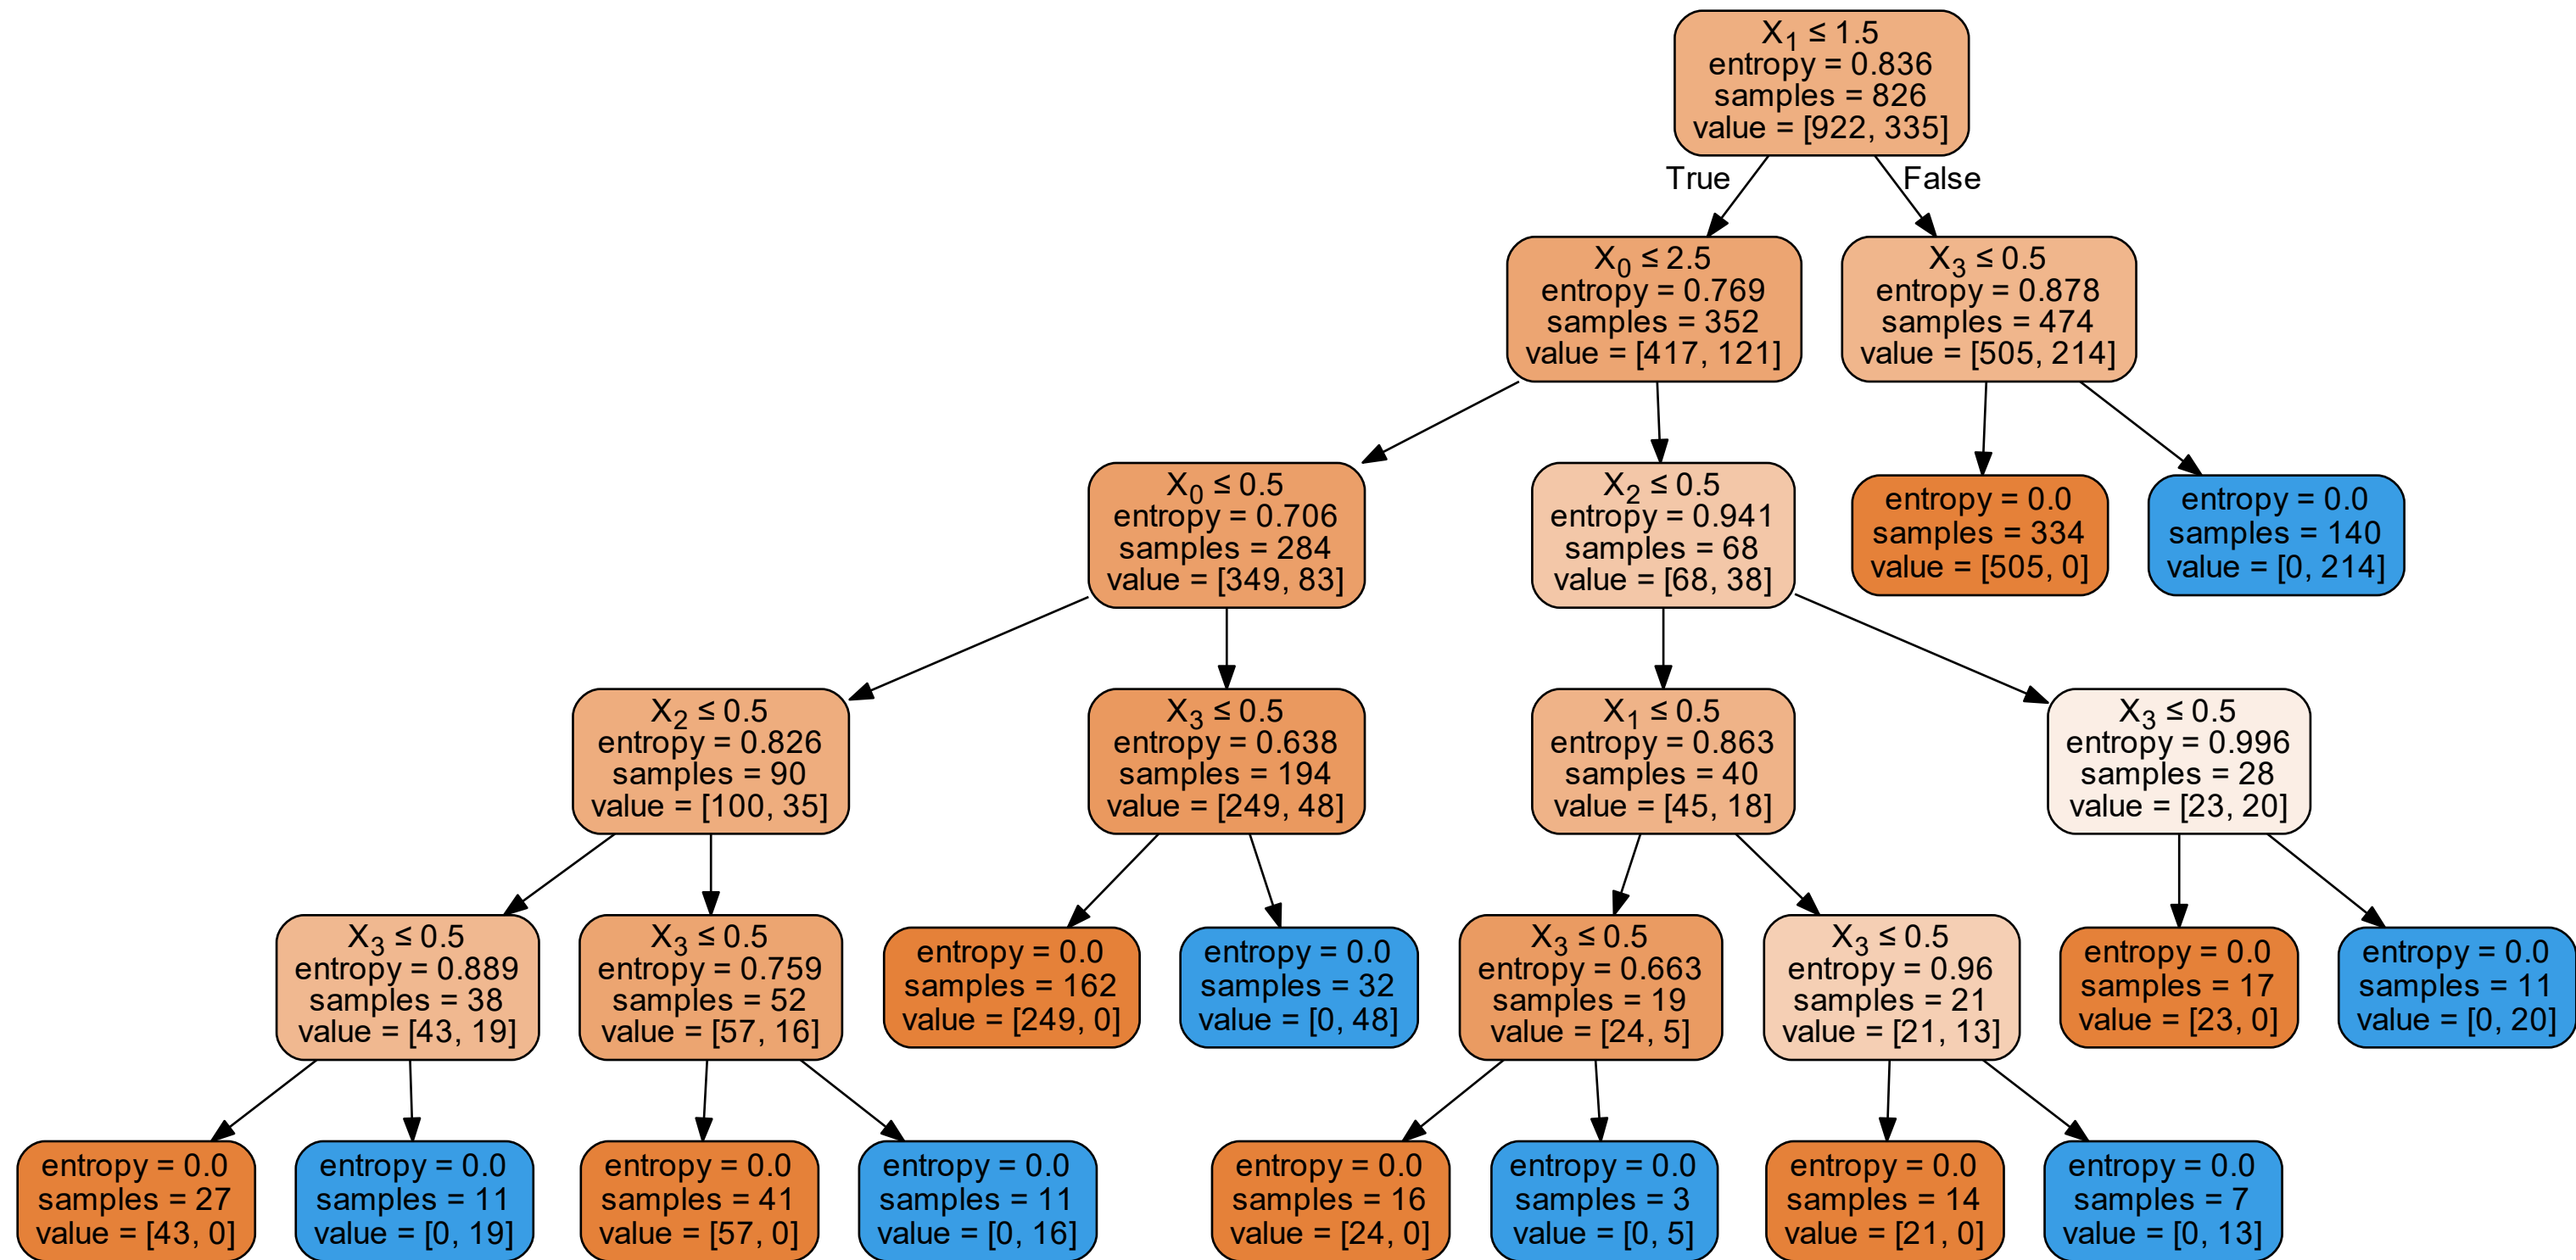 X₁ ≤ 1.5
entropy = 0.836
samples = 826
value = [922, 335]
True
False
X₀ ≤ 2.5
entropy = 0.769
samples = 352
value = [417, 121]
X₃ ≤ 0.5
entropy = 0.878
samples = 474
value = [505, 214]
X₀ ≤ 0.5
entropy = 0.706
samples = 284
value = [349, 83]
X₂ ≤ 0.5
entropy = 0.941
samples = 68
value = [68, 38]
entropy = 0.0
samples = 334
value = [505, 0]
entropy = 0.0
samples = 140
value = [0, 214]
X₂ ≤ 0.5
entropy = 0.826
samples = 90
value = [100, 35]
X₃ ≤ 0.5
entropy = 0.638
samples = 194
value = [249, 48]
X₁ ≤ 0.5
entropy = 0.863
samples = 40
value = [45, 18]
X₃ ≤ 0.5
entropy = 0.996
samples = 28
value = [23, 20]
X₃ ≤ 0.5
entropy = 0.889
samples = 38
value = [43, 19]
X₃ ≤ 0.5
entropy = 0.759
samples = 52
value = [57, 16]
entropy = 0.0
samples = 162
value = [249, 0]
entropy = 0.0
samples = 32
value = [0, 48]
X₃ ≤ 0.5
entropy = 0.663
samples = 19
value = [24, 5]
X₃ ≤ 0.5
entropy = 0.96
samples = 21
value = [21, 13]
entropy = 0.0
samples = 17
value = [23, 0]
entropy = 0.0
samples = 11
value = [0, 20]
entropy = 0.0
samples = 27
value = [43, 0]
entropy = 0.0
samples = 11
value = [0, 19]
entropy = 0.0
samples = 41
value = [57, 0]
entropy = 0.0
samples = 11
value = [0, 16]
entropy = 0.0
samples = 16
value = [24, 0]
entropy = 0.0
samples = 3
value = [0, 5]
entropy = 0.0
samples = 14
value = [21, 0]
entropy = 0.0
samples = 7
value = [0, 13]